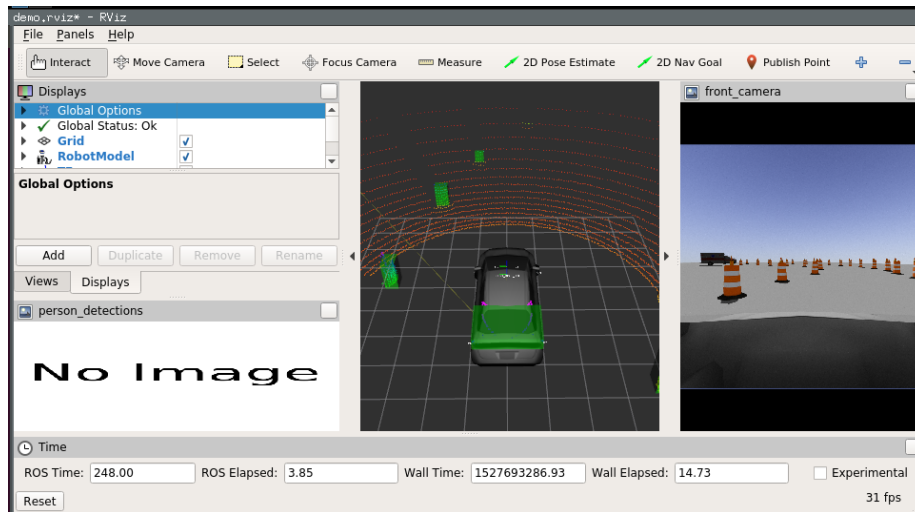 demo.rviz* - RViz
File Panels Help
Interact Move Camera Select Focus Camera Measure 2D Pose Estimate 2D Nav Goal Publish Point
Displays
Global Options
Global Status: Ok
Grid
RobotModel
Global Options
Add Duplicate Remove Rename
Views Displays
person_detections
No Image
front_camera
Time
ROS Time: 248.00 ROS Elapsed: 3.85 Wall Time: 1527693286.93 Wall Elapsed: 14.73 Experimental
Reset 31 fps